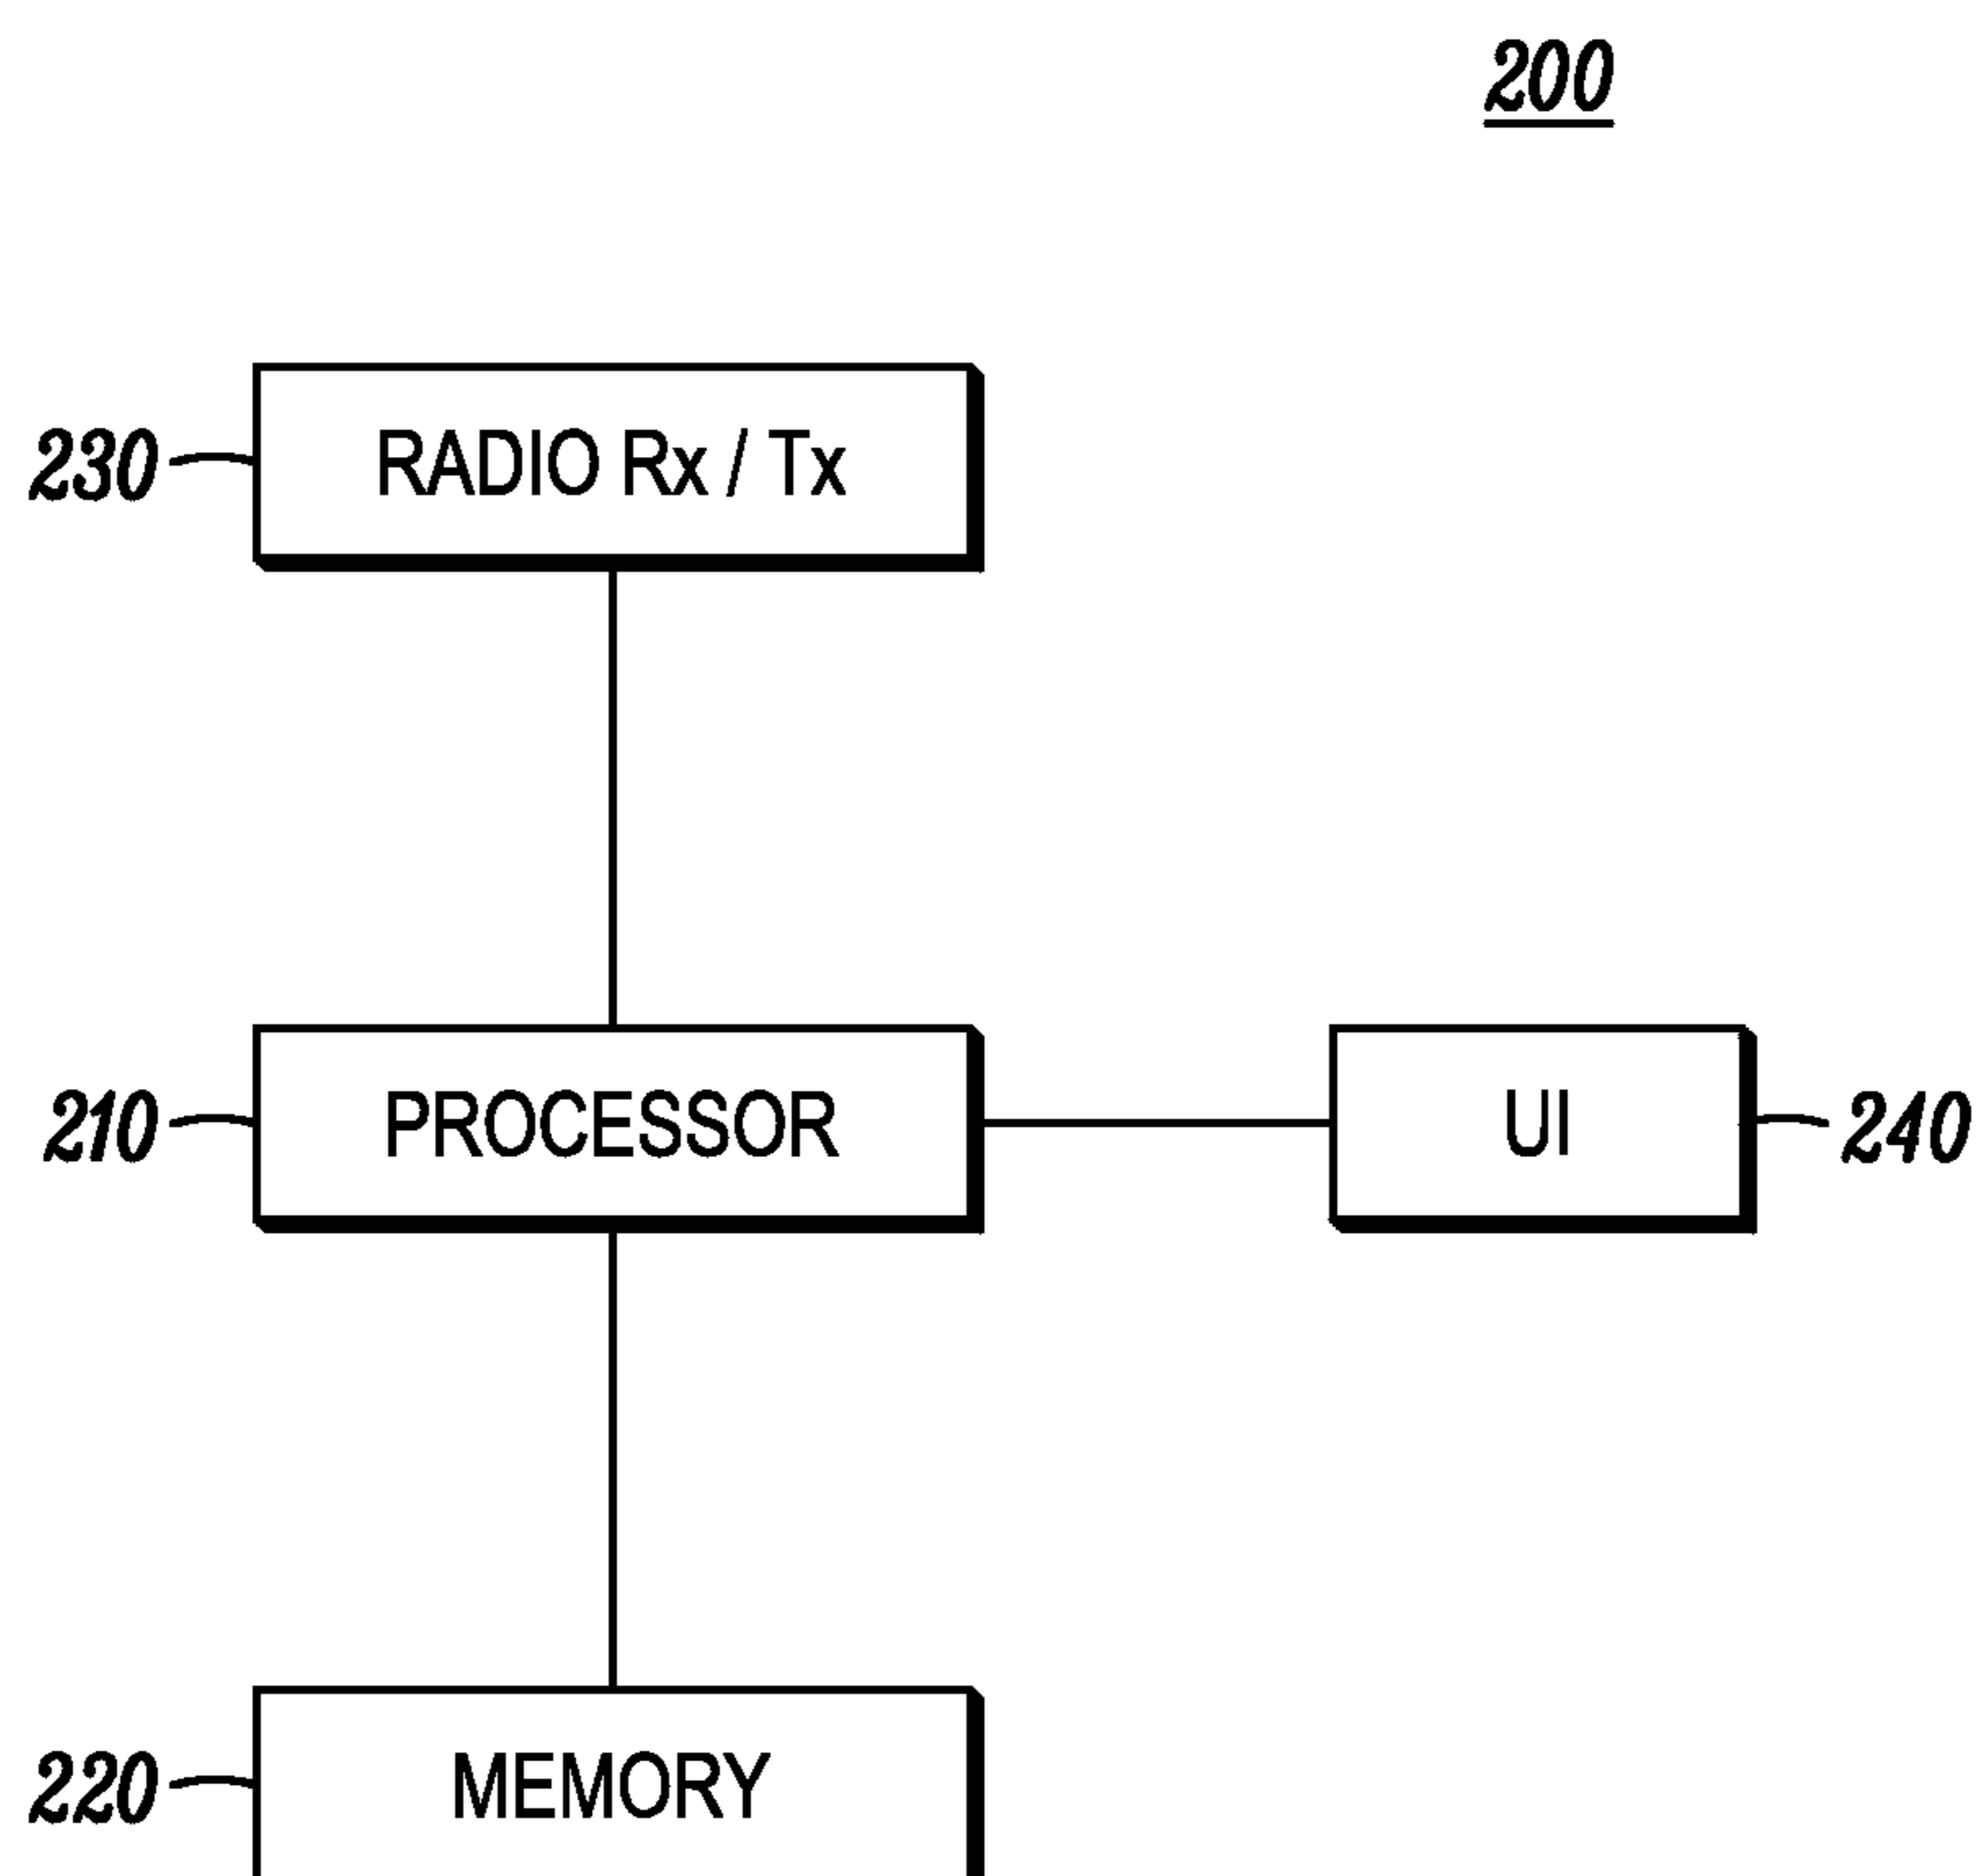 200
230 RADIO Rx / Tx
210 PROCESSOR UI 240
220 MEMORY